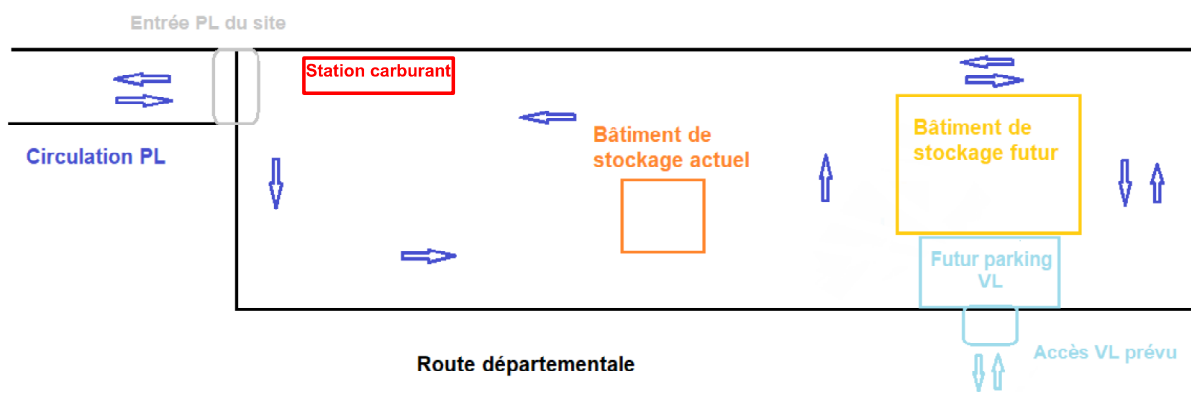 Entrée PL du site
Station carburant
Circulation PL
Bâtiment de
stockage actuel
Bâtiment de
stockage futur
Futur parking
VL
Accès VL prévu
Route départementale